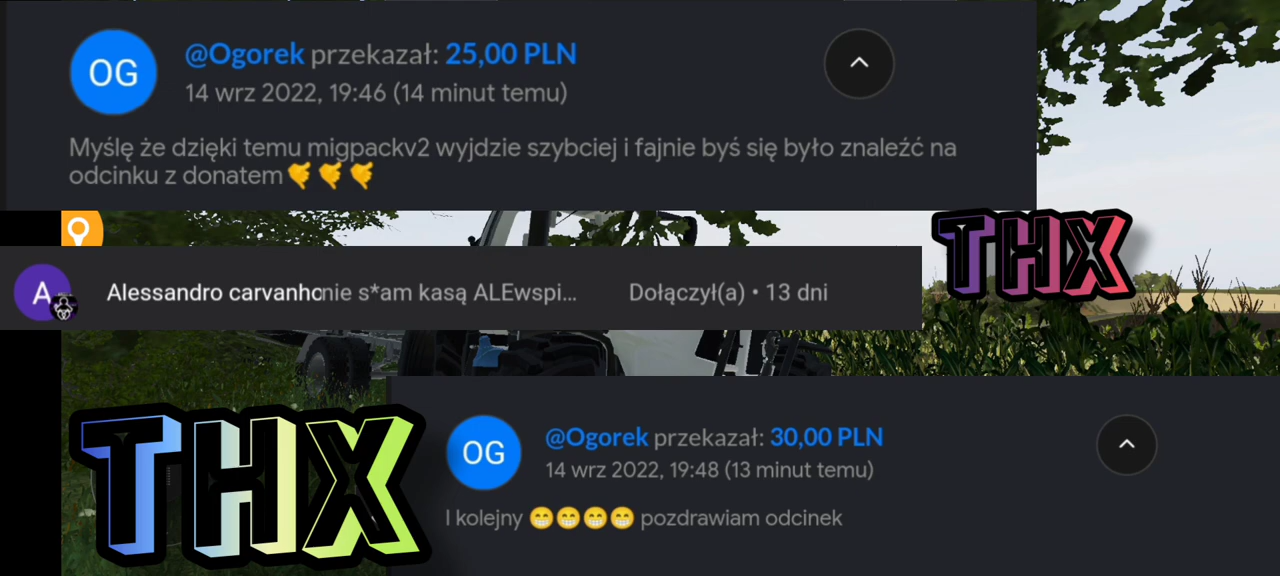 OG
@Ogorek przekazał: 25,00 PLN
14 wrz 2022, 19:46 (14 minut temu)
Myślę że dzięki temu migpackv2 wyjdzie szybciej i fajnie byś się było znaleźć na
odcinku z donatem🤙🤙🤙
THX
A Alessandro carvanhonie s*am kasą ALEwspi... Dołączył(a) • 13 dni
THX
OG
@Ogorek przekazał: 30,00 PLN
14 wrz 2022, 19:48 (13 minut temu)
I kolejny 😁😁😁😁 pozdrawiam odcinek